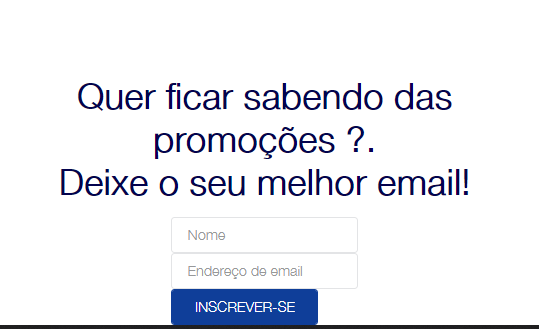 Quer ficar sabendo das
promoções ?.
Deixe o seu melhor email!
Nome
Endereço de email
INSCREVER-SE